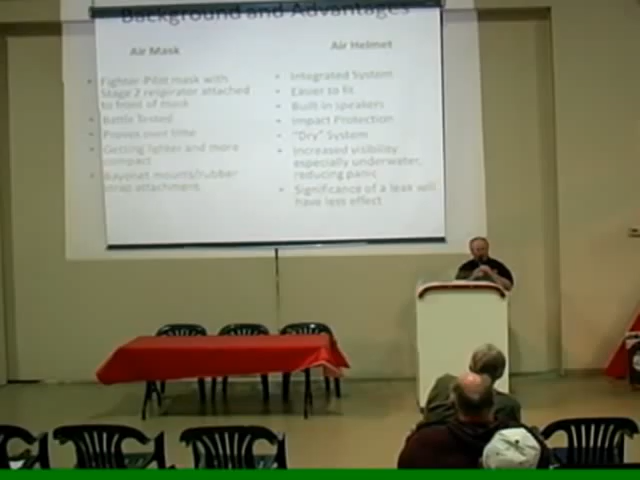 Background and Advantages
Air Mask
Fighter-Pilot mask with
Stage 2 respirator attached
to front of mask
Battle Tested
Proven over time
Getting lighter and more
compact
Bayonet mounts/rubber
strap attachment
Air Helmet
Integrated System
Easier to fit
Built in speakers
Impact Protection
"Dry" System
Increased visibility
especially underwater,
reducing panic
Significance of a leak will
have less effect